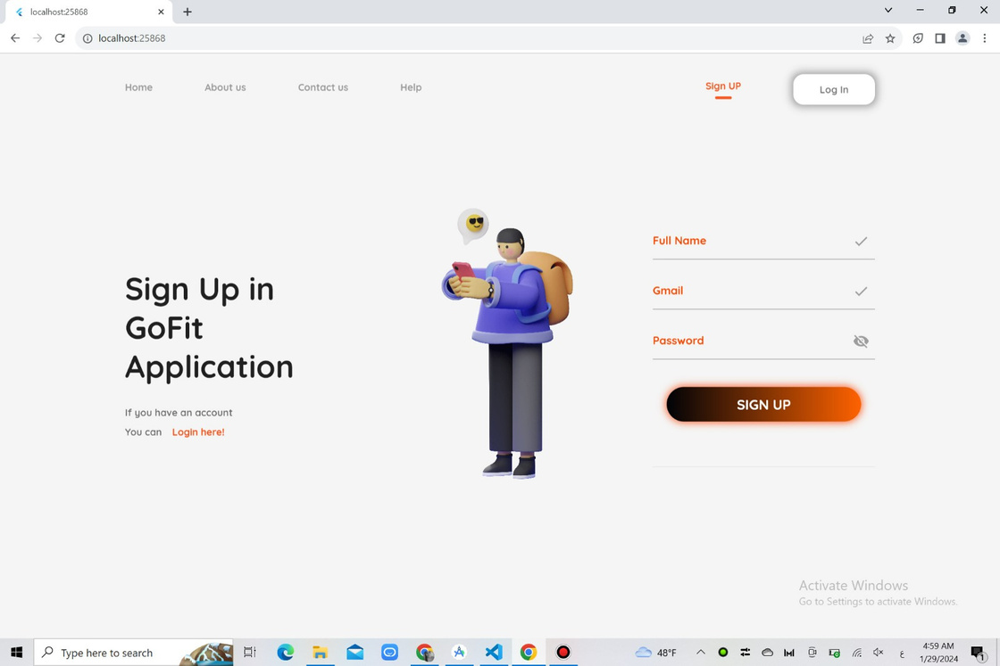 localhost:25868
localhost:25868
Home About us Contact us Help Sign UP Log In
Sign Up in
GoFit
Application
If you have an account
You can Login here!
Full Name
Gmail
Password
SIGN UP
Activate Windows
Go to Settings to activate Windows.
Type here to search
48°F
ع
4:59 AM
1/29/2024
1